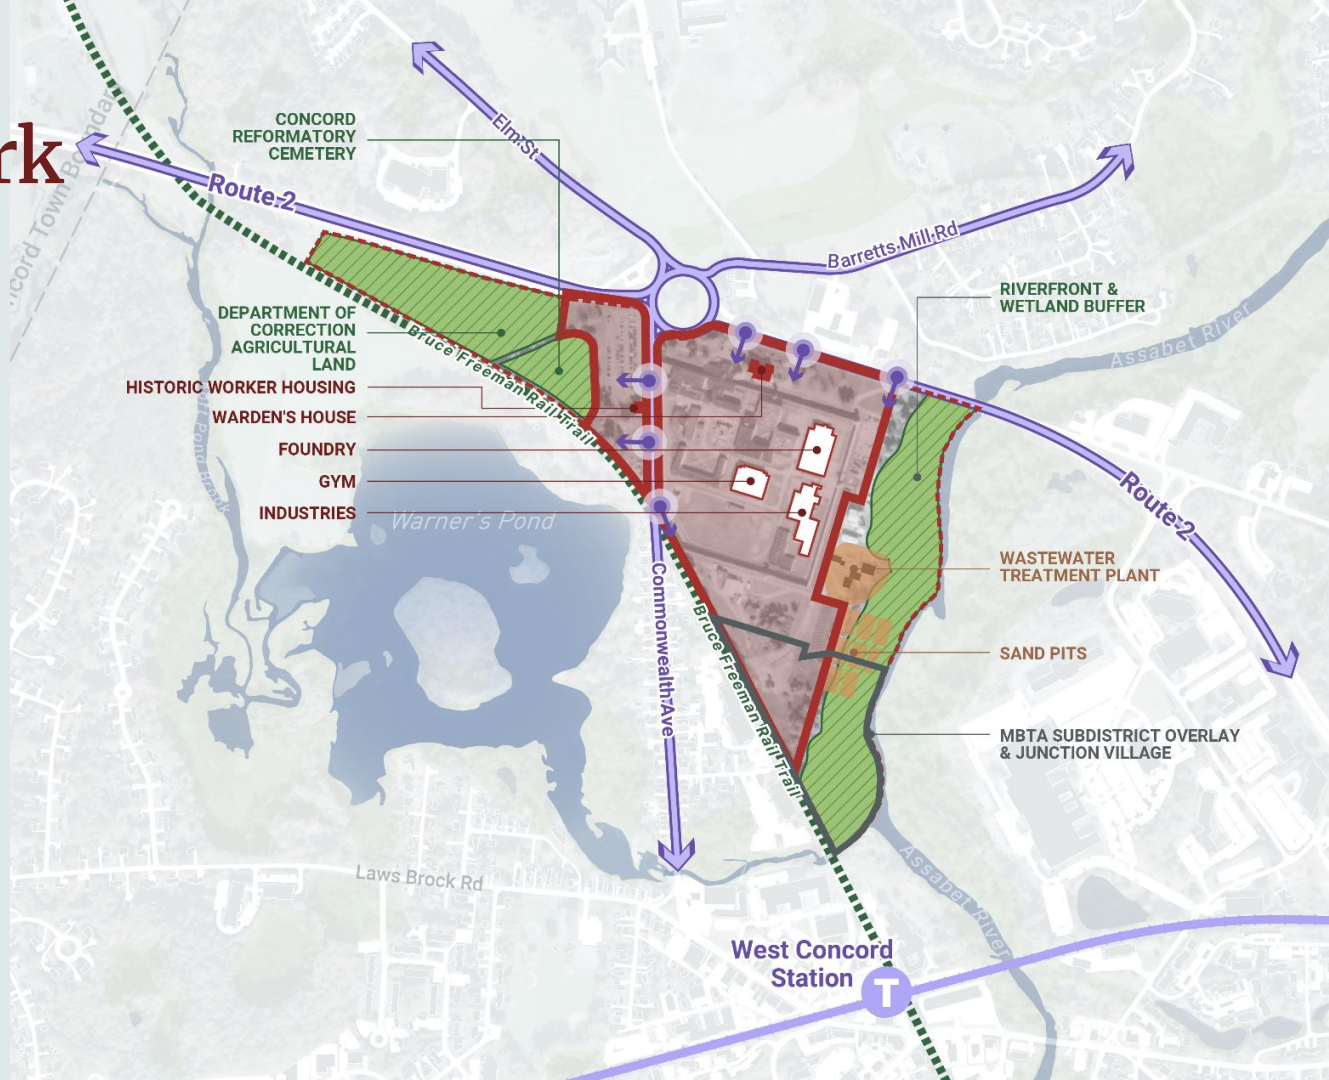 rk
Elm St
CONCORD
REFORMATORY
CEMETERY
Route 2
Barretts Mill Rd
RIVERFRONT &
WETLAND BUFFER
DEPARTMENT OF
CORRECTION
AGRICULTURAL
LAND
Bruce Freeman Rail Trail
Assabet River
HISTORIC WORKER HOUSING
WARDEN'S HOUSE
FOUNDRY
GYM
INDUSTRIES
Warner's Pond
Route 2
WASTEWATER
TREATMENT PLANT
Commonwealth Ave
Bruce Freeman Rail Trail
SAND PITS
MBTA SUBDISTRICT OVERLAY
& JUNCTION VILLAGE
Laws Brock Rd
Assabet River
West Concord
Station
T
Town Boundary
Pond Brook